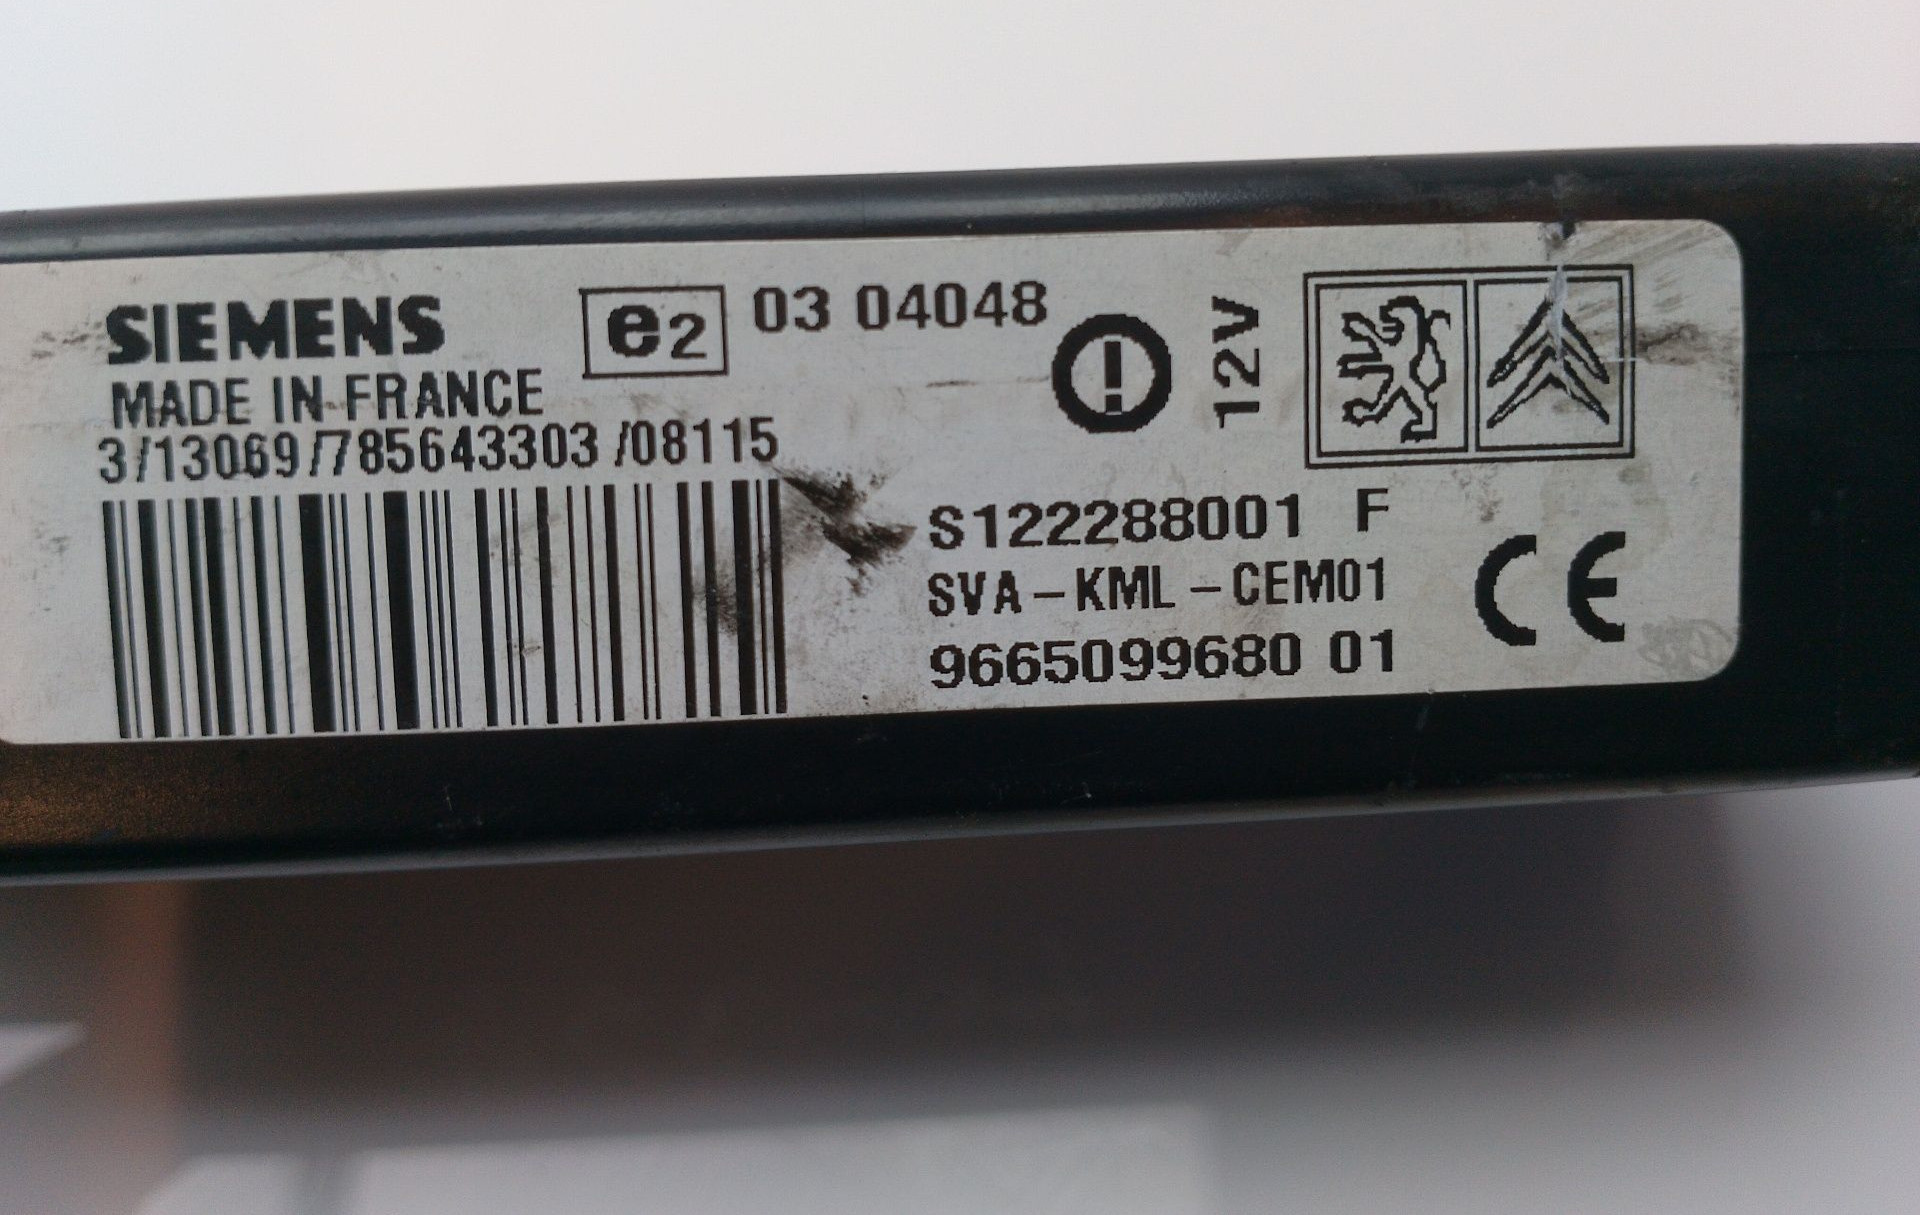 SIEMENS
MADE IN FRANCE
3/13069/785643303/08115
e2 03 04048
12V
S122288001 F
SVA-KML-CEM01
9665099680 01
CE